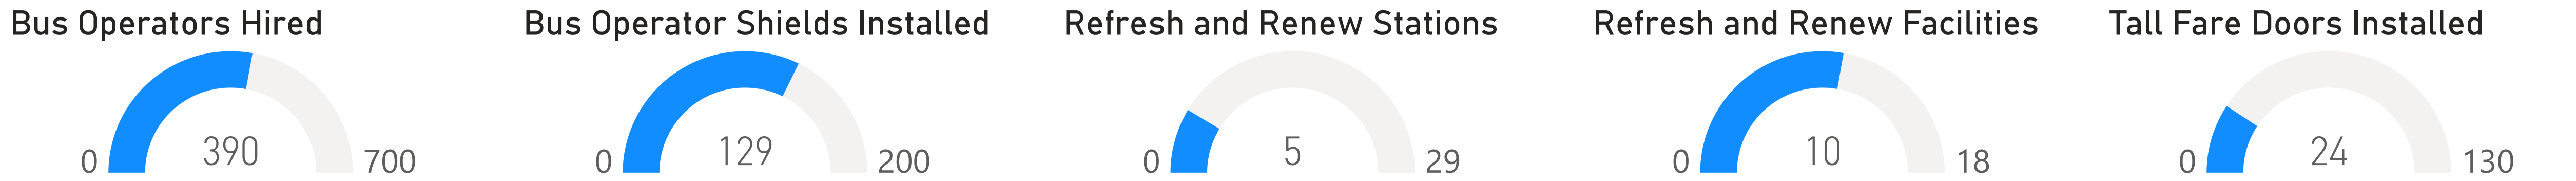 Bus Operators Hired
0 390 700
Bus Operator Shields Installed
0 129 200
Refresh and Renew Stations
0 5 29
Refresh and Renew Facilities
0 10 18
Tall Fare Doors Installed
0 24 130